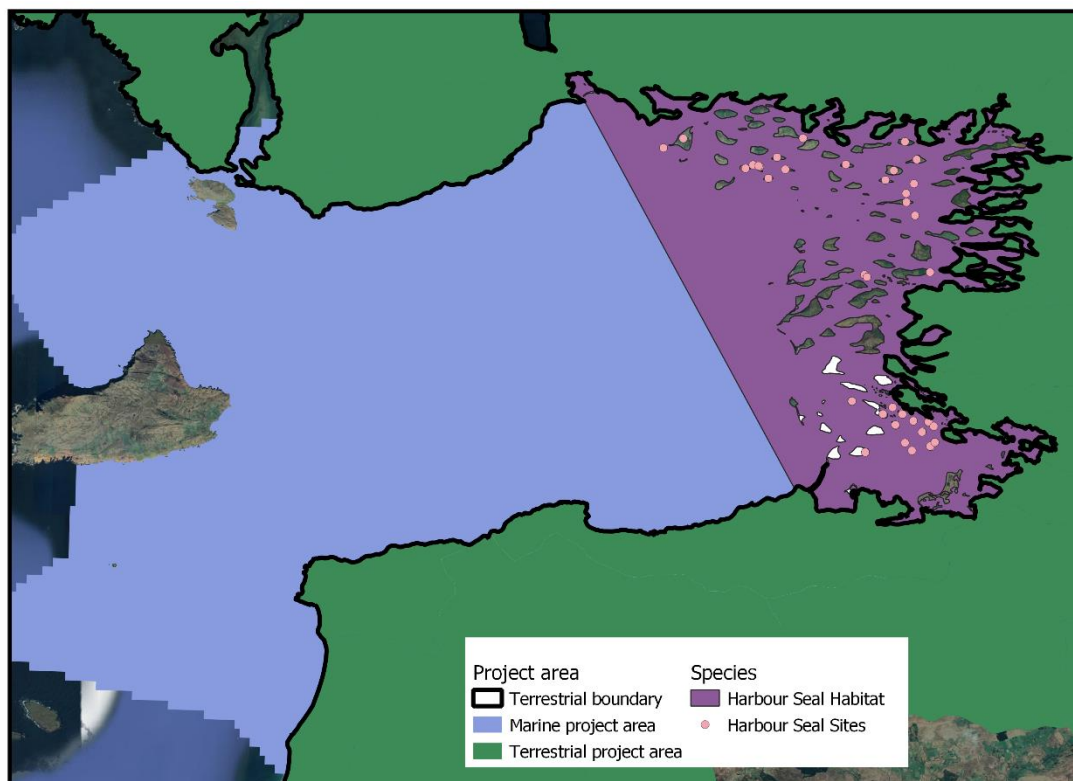 Project area
Terrestrial boundary
Marine project area
Terrestrial project area
Species
Harbour Seal Habitat
Harbour Seal Sites